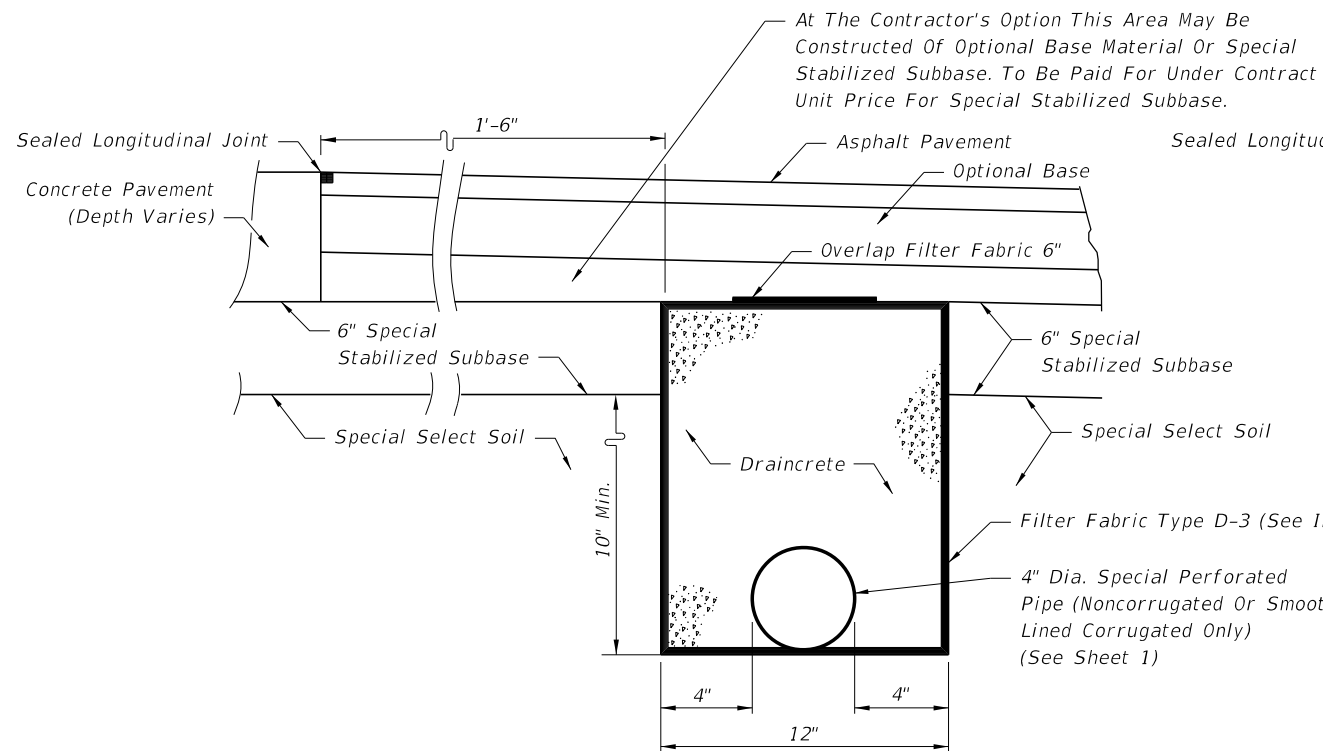 At The Contractor's Option This Area May Be
Constructed Of Optional Base Material Or Special
Stabilized Subbase. To Be Paid For Under Contract
Unit Price For Special Stabilized Subbase.
1'-6"
Sealed Longitudinal Joint
Asphalt Pavement
Sealed
Optional Base
Concrete Pavement
(Depth Varies)
Overlap Filter Fabric 6"
6" Special
Stabilized Subbase
6" Special
Stabilized Subbase
Special Select Soil
Special Select Soil
Draincrete
10" Min.
Filter Fabric Type D-3 (See
4" Dia. Special Perforated
Pipe (Noncorrugated Or
Lined Corrugated Only)
(See Sheet 1)
4"
4"
12"